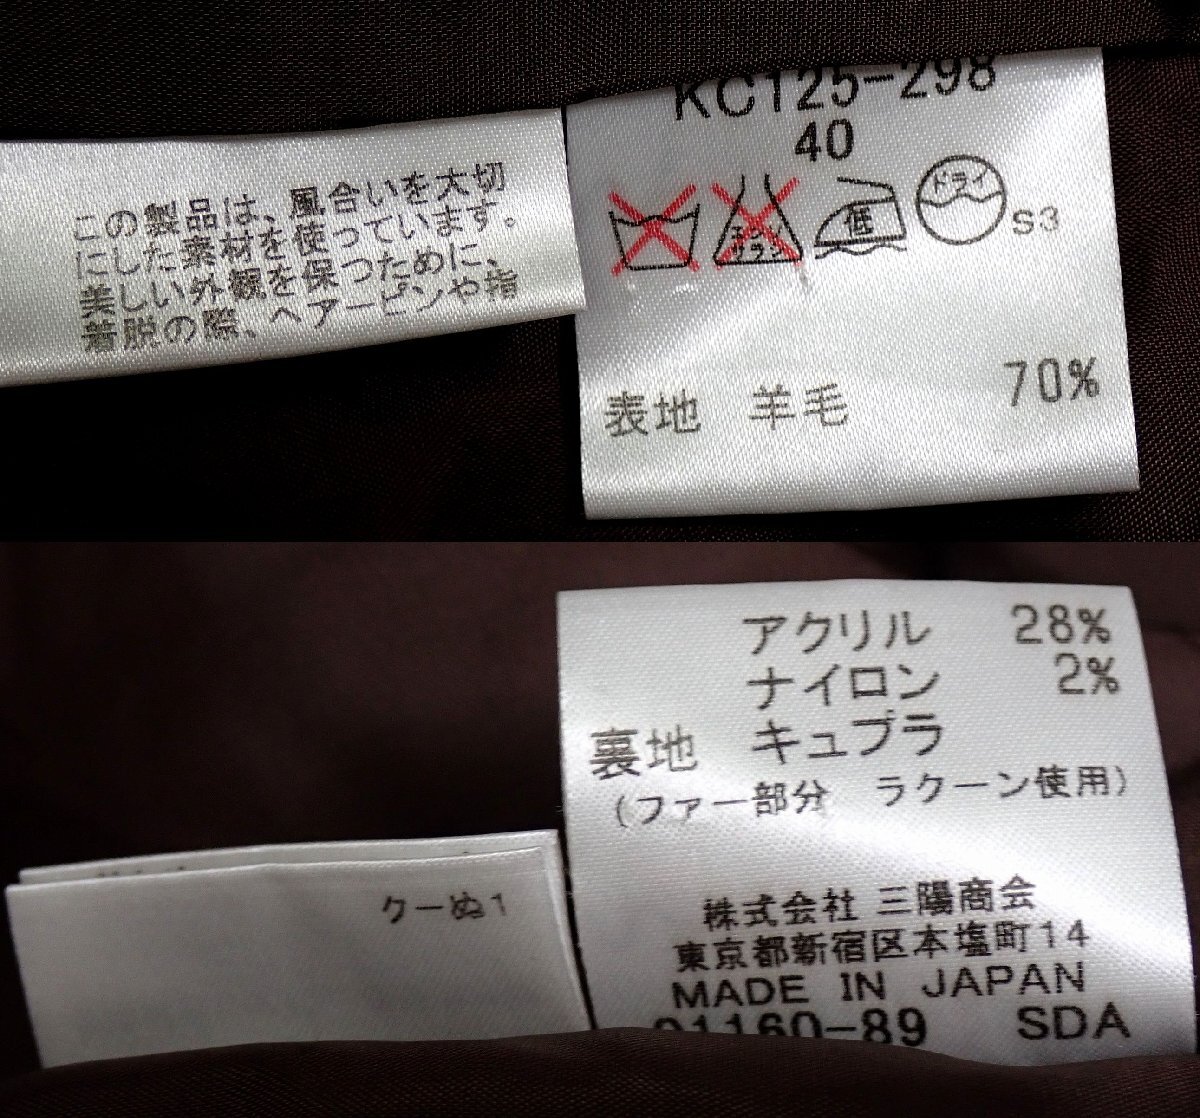 この製品は、風合いを大切
にした素材を使っています。
美しい外観を保つために、
着脱の際、ヘアーピンや指
KC125-298
40
エンソ
サラシ
低
ドライ
S3
表地 羊毛 70%
アクリル 28%
ナイロン 2%
裏地 キュプラ
(ファー部分 ラクーン使用)
株式会社 三陽商会
東京都新宿区本塩町14
MADE IN JAPAN
01160-89 SDA
クーぬ1